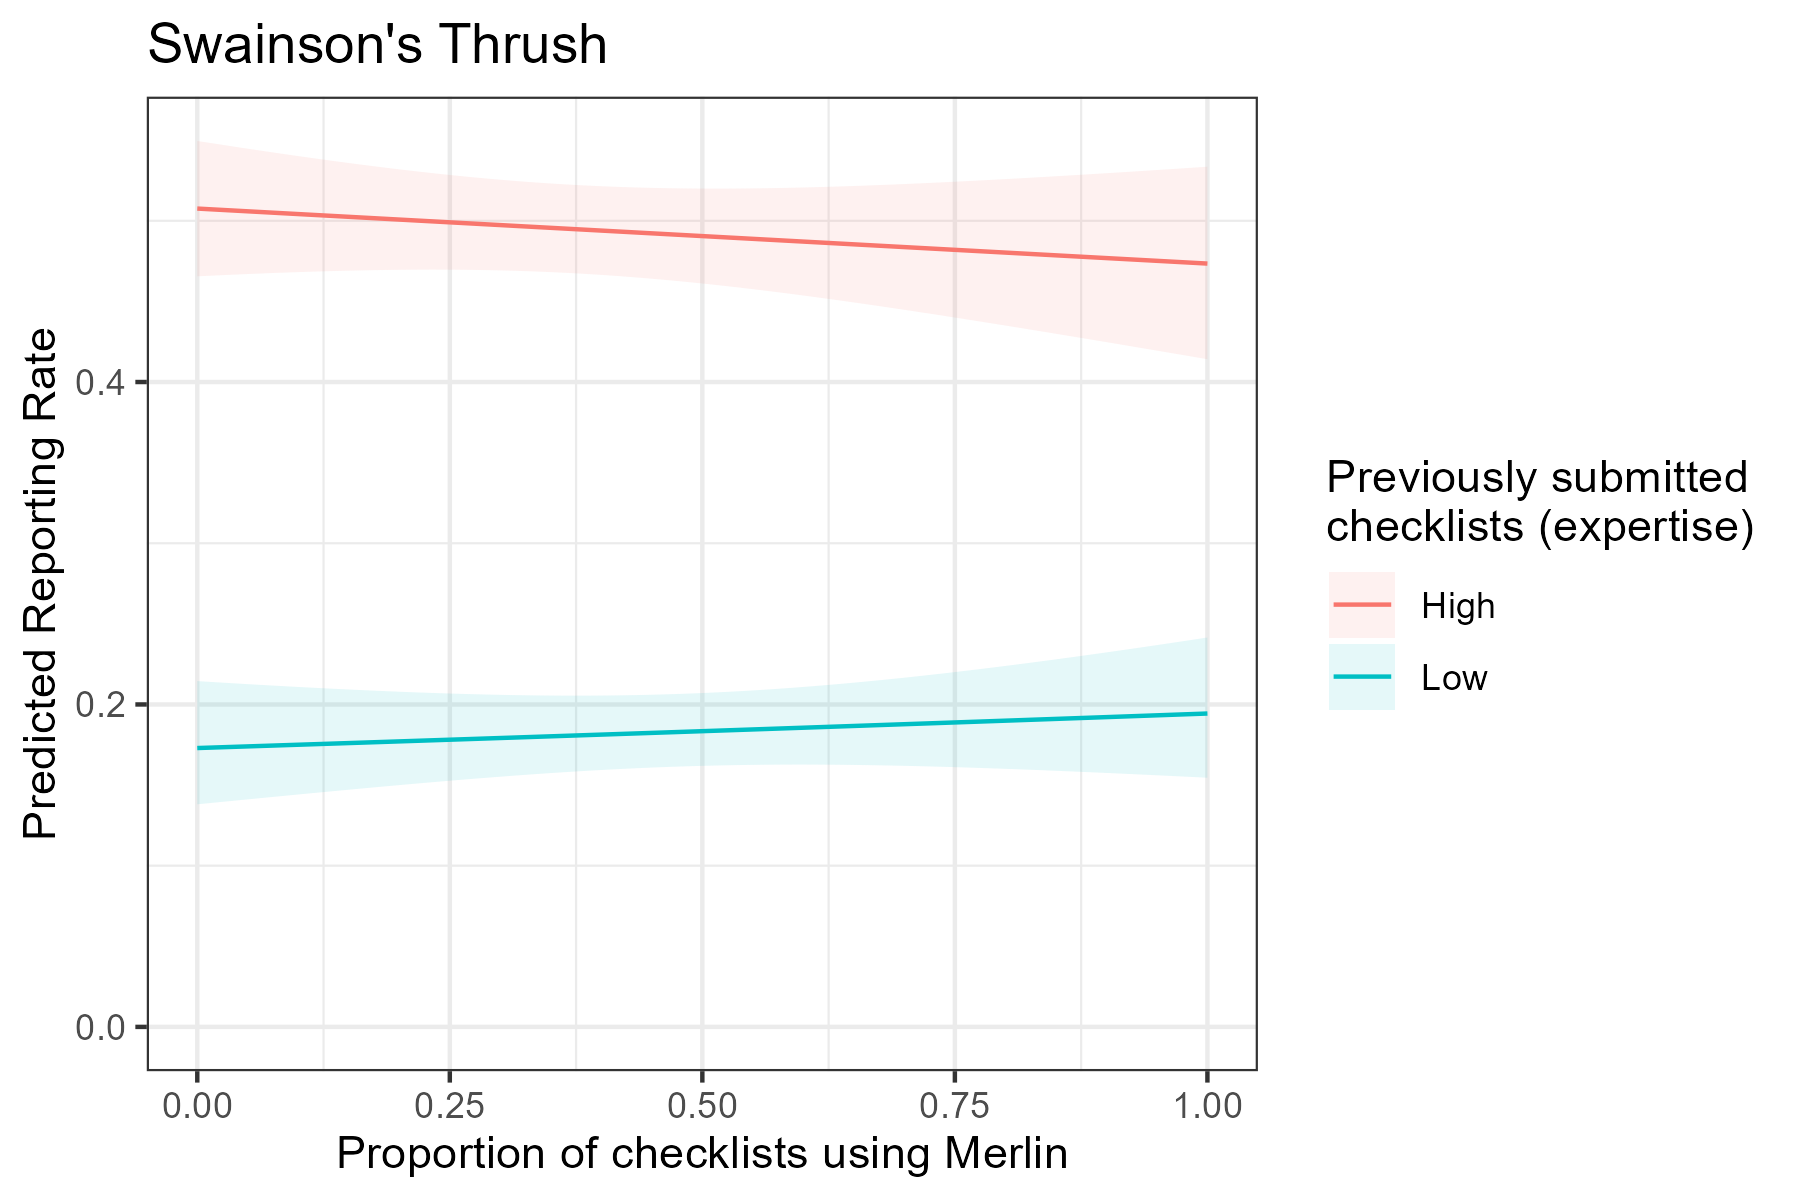 Swainson's Thrush
Predicted Reporting Rate
0.4
0.2
0.0
0.00 0.25 0.50 0.75 1.00
Proportion of checklists using Merlin
Previously submitted
checklists (expertise)
High
Low